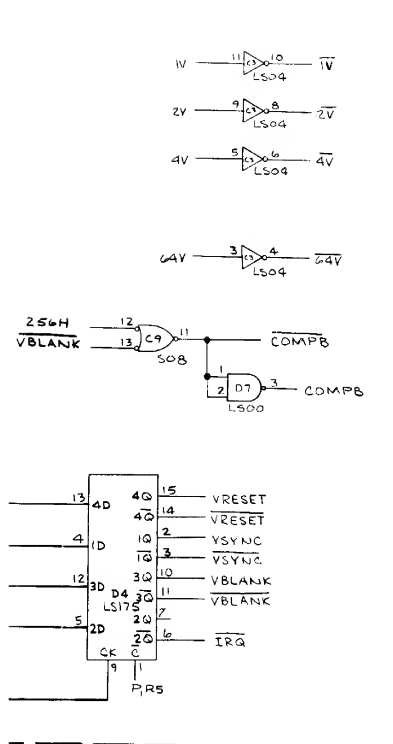 1V 11 C3 10 1V
LS04
2V 9 C3 8 2V
LS04
4V 5 C3 6 4V
LS04
64V 3 C3 4 64V
LS04
256H 12
VBLANK 13 C9 11 COMPB
S08
1
2 D7 3 COMPB
LS00
13 4D 4Q 15 VRESET
4Q 14 VRESET
4 1D 1Q 2 VSYNC
1Q 3 VSYNC
12 3D 3Q 10 VBLANK
D4 3Q 11 VBLANK
LS175
2Q 7
5 2D 2Q 6 IRQ
CK C
9 1
P,R5